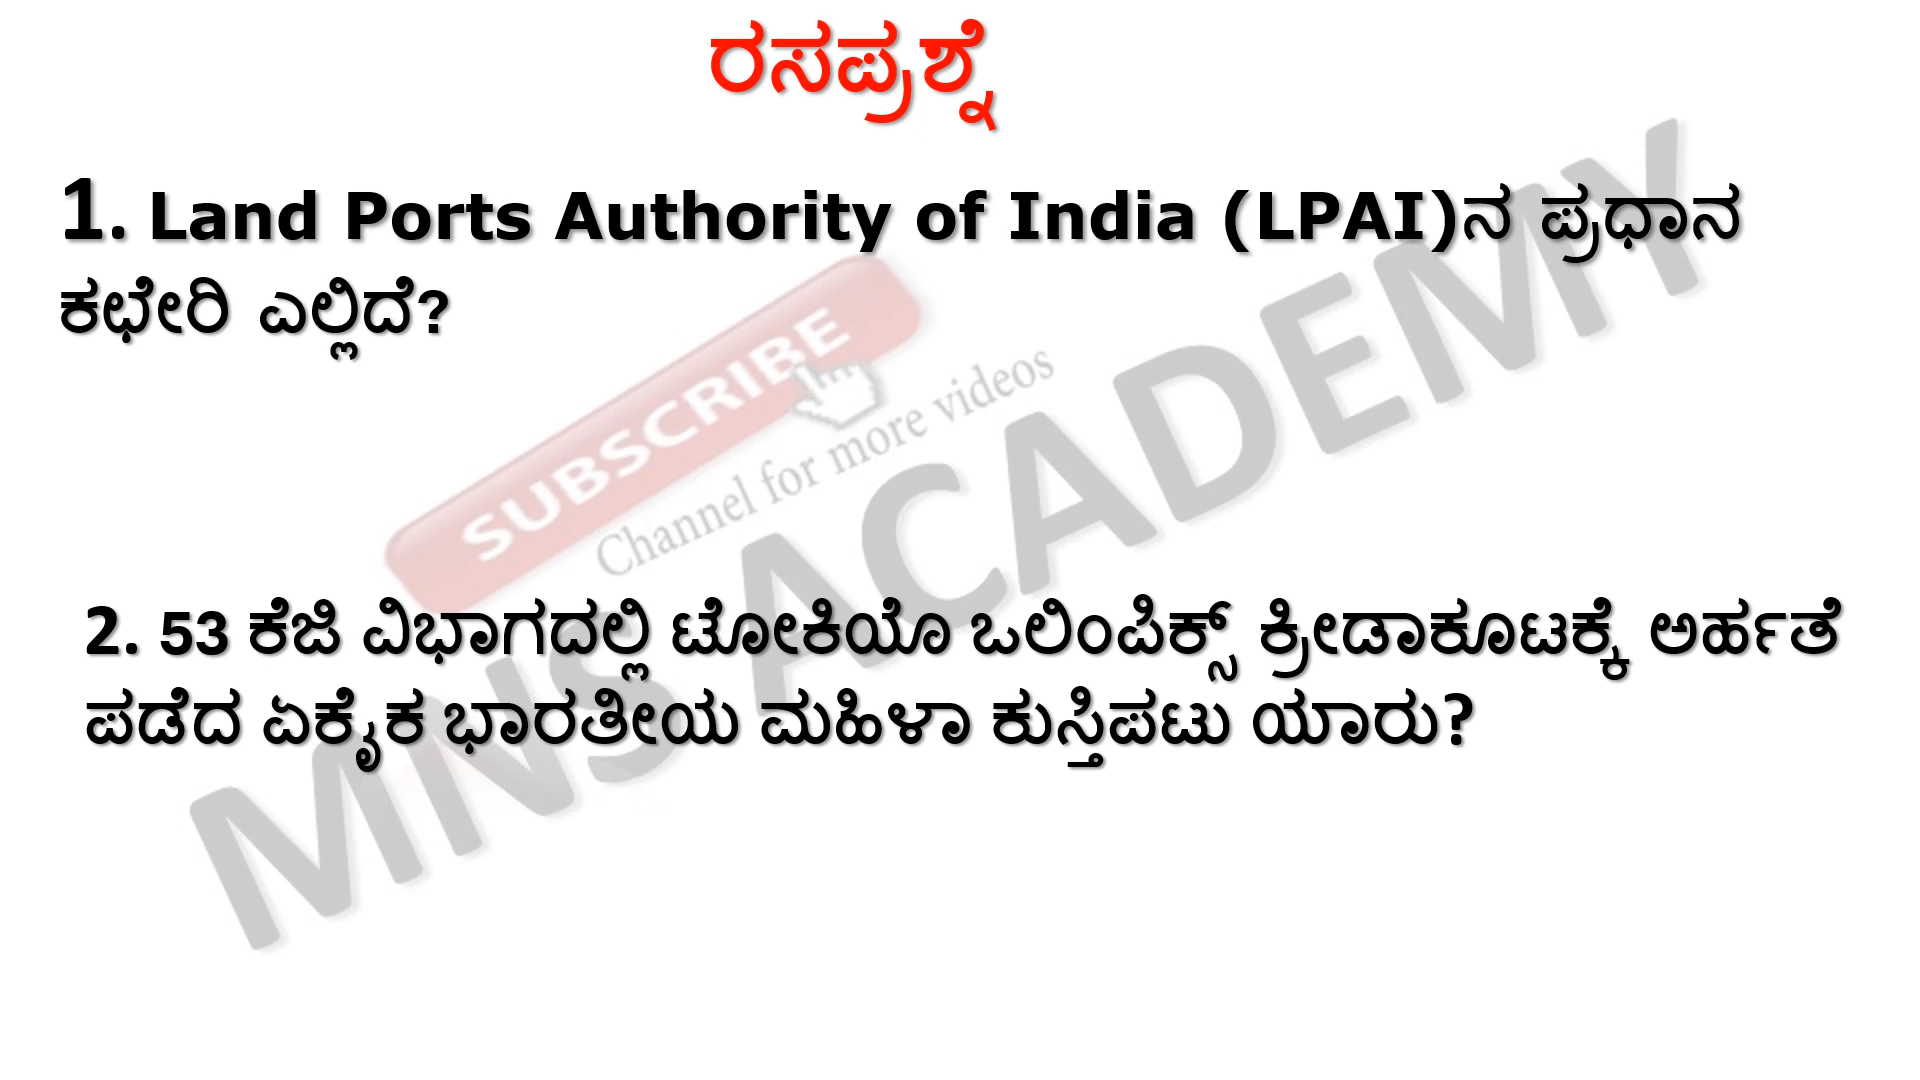 ರಸಪ್ರಶ್ನೆ
1. Land Ports Authority of India (LPAI)ನ ಪ್ರಧಾನ
ಕಛೇರಿ ಎಲ್ಲಿದೆ?
SUBSCRIBE
Channel for more videos
MNS ACADEMY
2. 53 ಕೆಜಿ ವಿಭಾಗದಲ್ಲಿ ಟೋಕಿಯೊ ಒಲಿಂಪಿಕ್ಸ್ ಕ್ರೀಡಾಕೂಟಕ್ಕೆ ಅರ್ಹತೆ
ಪಡೆದ ಏಕೈಕ ಭಾರತೀಯ ಮಹಿಳಾ ಕುಸ್ತಿಪಟು ಯಾರು?